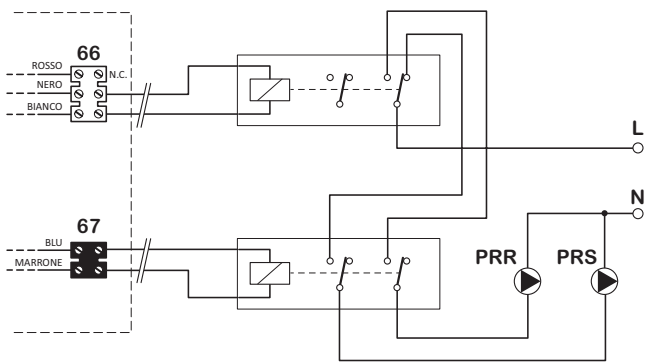 66
ROSSO
N.C.
NERO
BIANCO
L
N
67
BLU
MARRONE
PRR
PRS